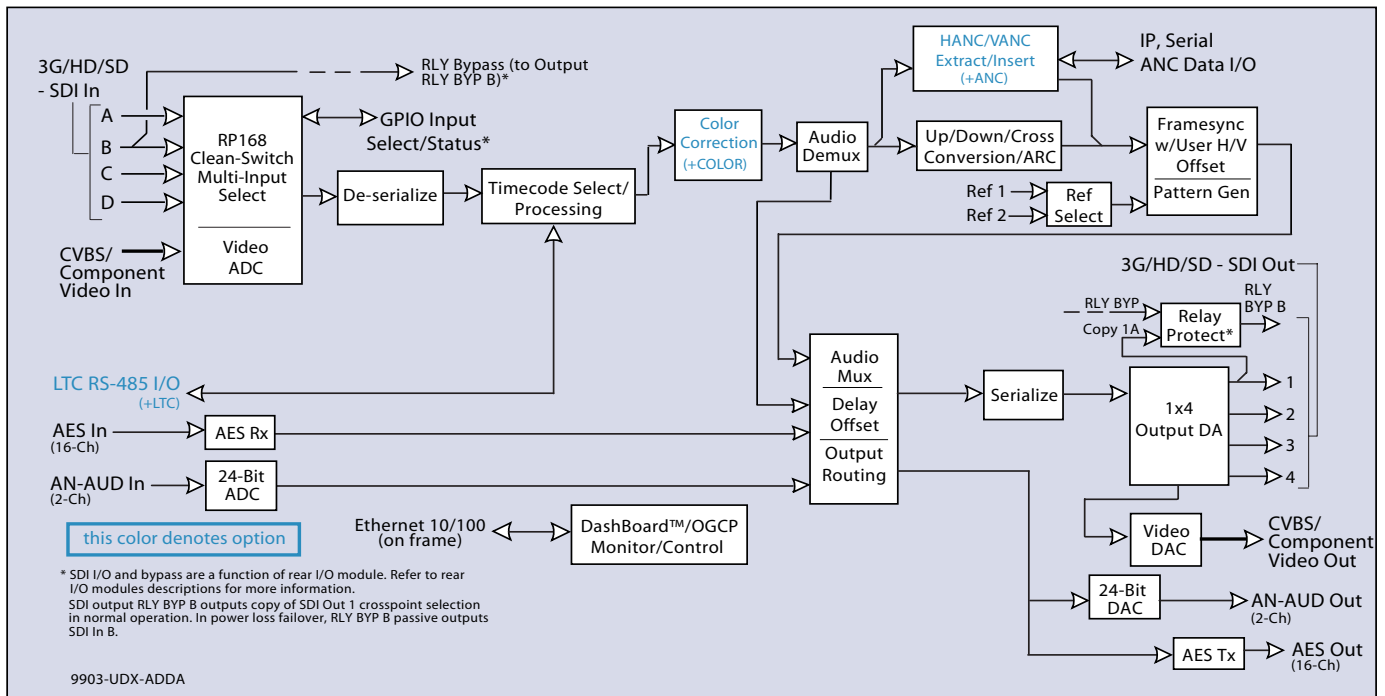 3G/HD/SD
- SDI In
A
B
C
D
CVBS/
Component
Video In
RLY Bypass (to Output
RLY BYP B)*
GPIO Input
Select/Status*
RP168
Clean-Switch
Multi-Input
Select
Video
ADC
De-serialize
Timecode Select/
Processing
Color
Correction
(+COLOR)
Audio
Demux
HANC/VANC
Extract/Insert
(+ANC)
IP, Serial
ANC Data I/O
Up/Down/Cross
Conversion/ARC
Ref 1
Ref 2
Ref
Select
Framesync
w/User H/V
Offset
Pattern Gen
3G/HD/SD - SDI Out
RLY BYP
Copy 1A
Relay
Protect*
RLY
BYP B
LTC RS-485 I/O
(+LTC)
AES In
(16-Ch)
AES Rx
AN-AUD In
(2-Ch)
24-Bit
ADC
Audio
Mux
Delay
Offset
Output
Routing
Serialize
1x4
Output DA
1
2
3
4
this color denotes option
Ethernet 10/100
(on frame)
DashBoard™/OGCP
Monitor/Control
Video
DAC
CVBS/
Component
Video Out
24-Bit
DAC
AN-AUD Out
(2-Ch)
AES Tx
AES Out
(16-Ch)
* SDI I/O and bypass are a function of rear I/O module. Refer to rear
I/O modules descriptions for more information.
SDI output RLY BYP B outputs copy of SDI Out 1 crosspoint selection
in normal operation. In power loss failover, RLY BYP B passive outputs
SDI In B.
9903-UDX-ADDA